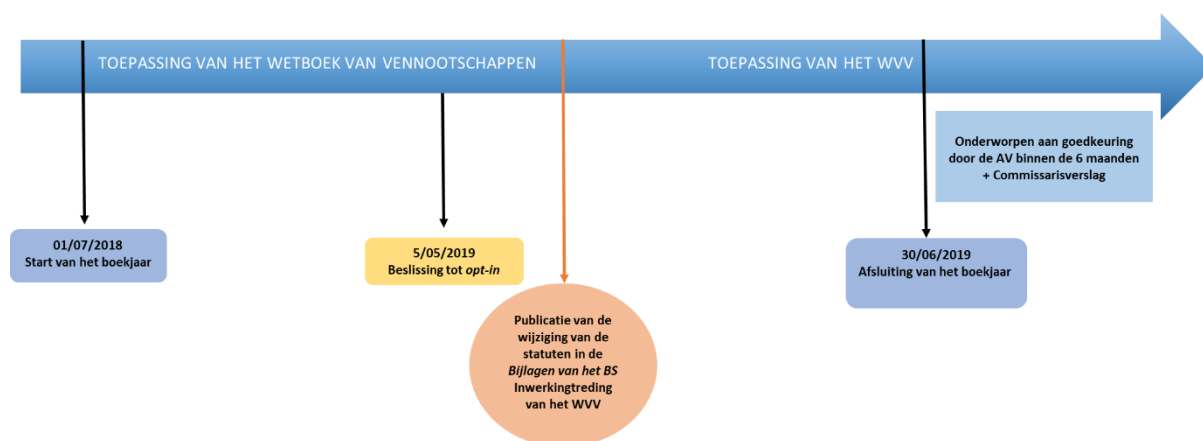 TOEPASSING VAN HET WETBOEK VAN VENNOOTSCHAPPEN
TOEPASSING VAN HET WVV
Onderworpen aan goedkeuring
door de AV binnen de 6 maanden
+ Commissarisverslag
01/07/2018
Start van het boekjaar
5/05/2019
Beslissing tot opt-in
30/06/2019
Afsluiting van het boekjaar
Publicatie van de
wijziging van de
statuten in de
Bijlagen van het BS
Inwerkingtreding
van het WVV